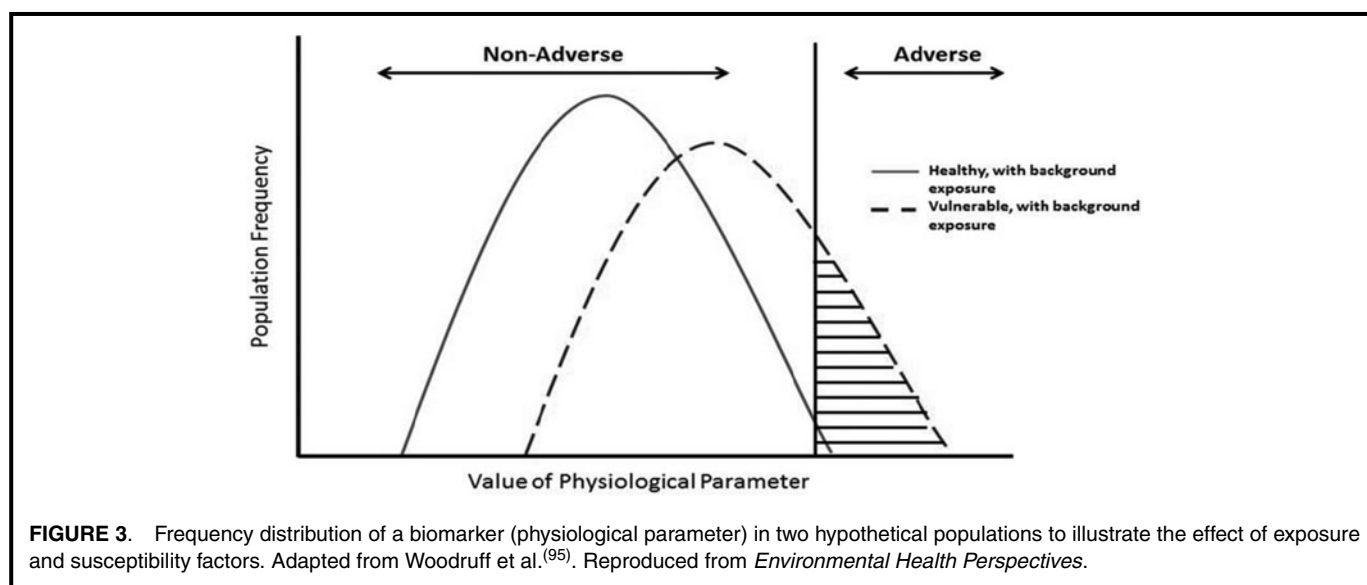 Non-Adverse
Adverse
Population Frequency
Healthy, with background
exposure
Vulnerable, with background
exposure
Value of Physiological Parameter
FIGURE 3. Frequency distribution of a biomarker (physiological parameter) in two hypothetical populations to illustrate the effect of exposure
and susceptibility factors. Adapted from Woodruff et al.(95). Reproduced from Environmental Health Perspectives.